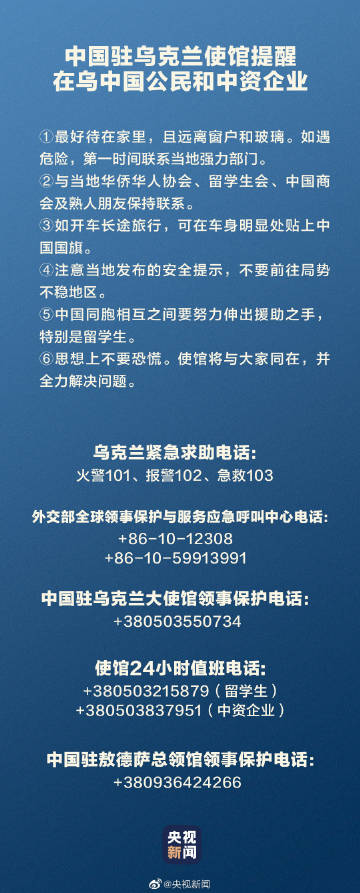 中国驻乌克兰使馆提醒
在乌中国公民和中资企业
①最好待在家里，且远离窗户和玻璃。如遇
危险，第一时间联系当地强力部门。
②与当地华侨华人协会、留学生会、中国商
会及熟人朋友保持联系。
③如开车长途旅行，可在车身明显处贴上中
国国旗。
④注意当地发布的安全提示，不要前往局势
不稳地区。
⑤中国同胞相互之间要努力伸出援助之手，
特别是留学生。
⑥思想上不要恐慌。使馆将与大家同在，并
全力解决问题。
乌克兰紧急求助电话：
火警101、报警102、急救103
外交部全球领事保护与服务应急呼叫中心电话：
+86-10-12308
+86-10-59913991
中国驻乌克兰大使馆领事保护电话：
+380503550734
使馆24小时值班电话：
+380503215879（留学生）
+380503837951（中资企业）
中国驻敖德萨总领馆领事保护电话：
+380936424266
央视
新闻
@央视新闻